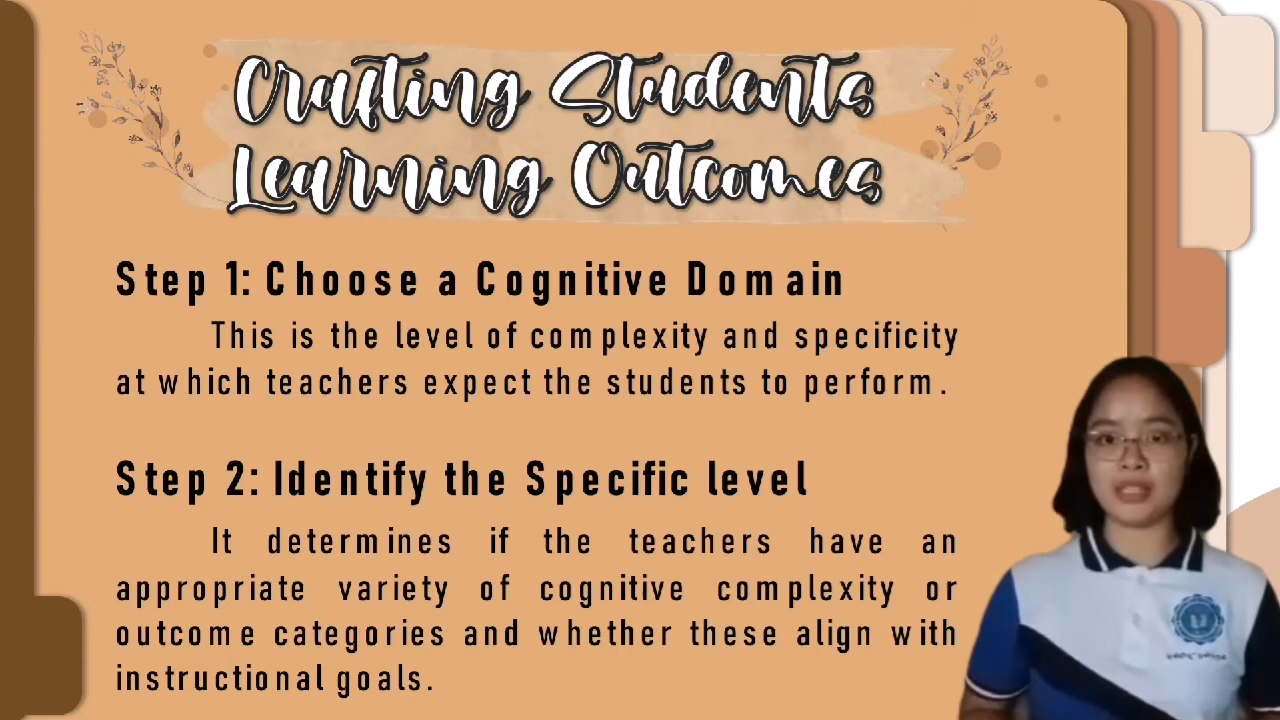 Crafting Students
Learning Outcomes
Step 1: Choose a Cognitive Domain
This is the level of complexity and specificity
at which teachers expect the students to perform.
Step 2: Identify the Specific level
It determines if the teachers have an
appropriate variety of cognitive complexity or
outcome categories and whether these align with
instructional goals.